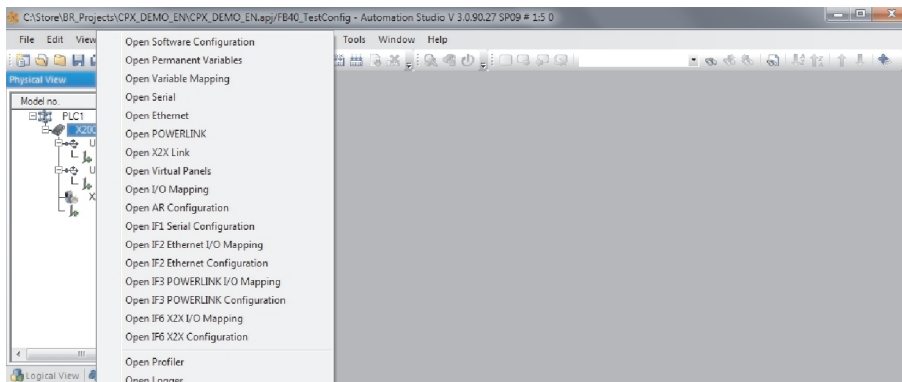 C:\Store\BR_Projects\CPX_DEMO_EN\CPX_DEMO_EN.apj/FB40_TestConfig - Automation Studio V 3.0.90.27 SP09 # 1:5 0
File Edit View Tools Window Help
Physical View
Model no.
PLC1
X20C
U
U
X
Open Software Configuration
Open Permanent Variables
Open Variable Mapping
Open Serial
Open Ethernet
Open POWERLINK
Open X2X Link
Open Virtual Panels
Open I/O Mapping
Open AR Configuration
Open IF1 Serial Configuration
Open IF2 Ethernet I/O Mapping
Open IF2 Ethernet Configuration
Open IF3 POWERLINK I/O Mapping
Open IF3 POWERLINK Configuration
Open IF6 X2X I/O Mapping
Open IF6 X2X Configuration
Open Profiler
Open Logger
Logical View